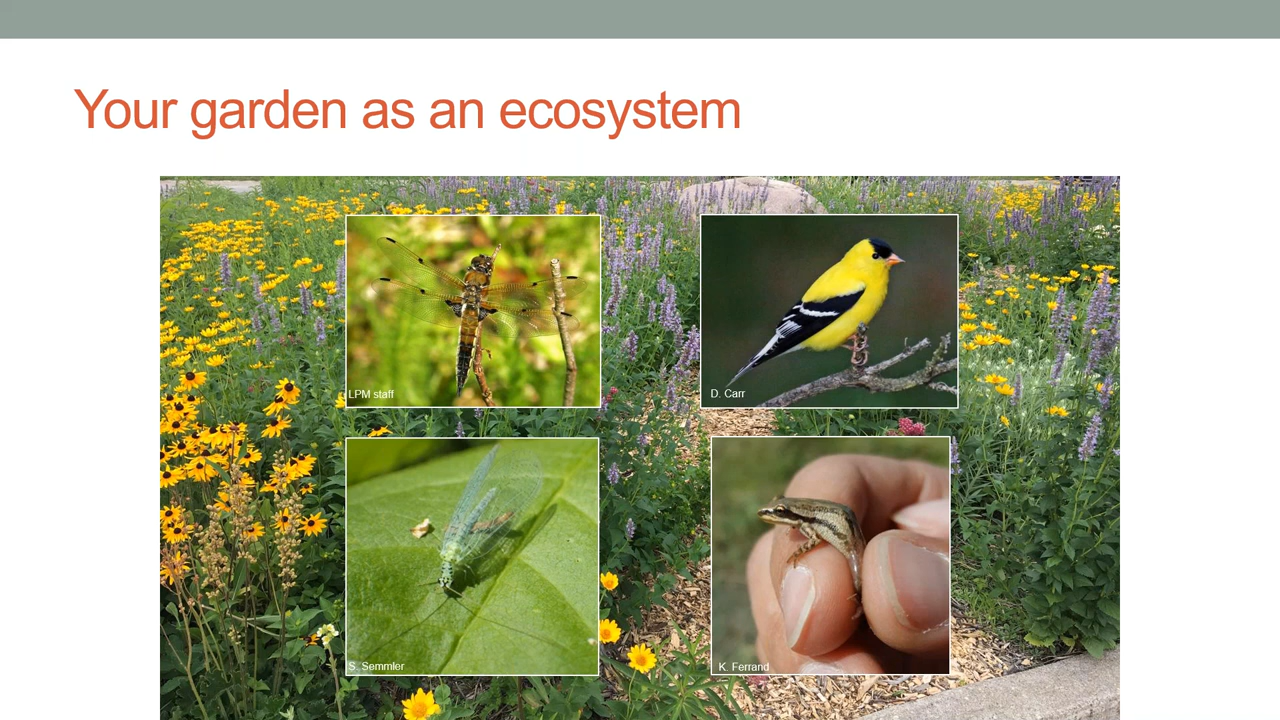 Your garden as an ecosystem
LPM staff
D. Carr
S. Semmler
K. Ferrand